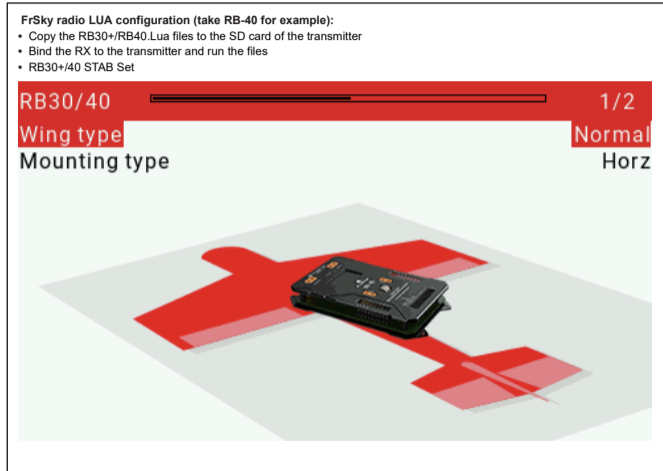 FrSky radio LUA configuration (take RB-40 for example):
• Copy the RB30+/RB40.Lua files to the SD card of the transmitter
• Bind the RX to the transmitter and run the files
• RB30+/40 STAB Set
RB30/40 1/2
Wing type Normal
Mounting type Horz